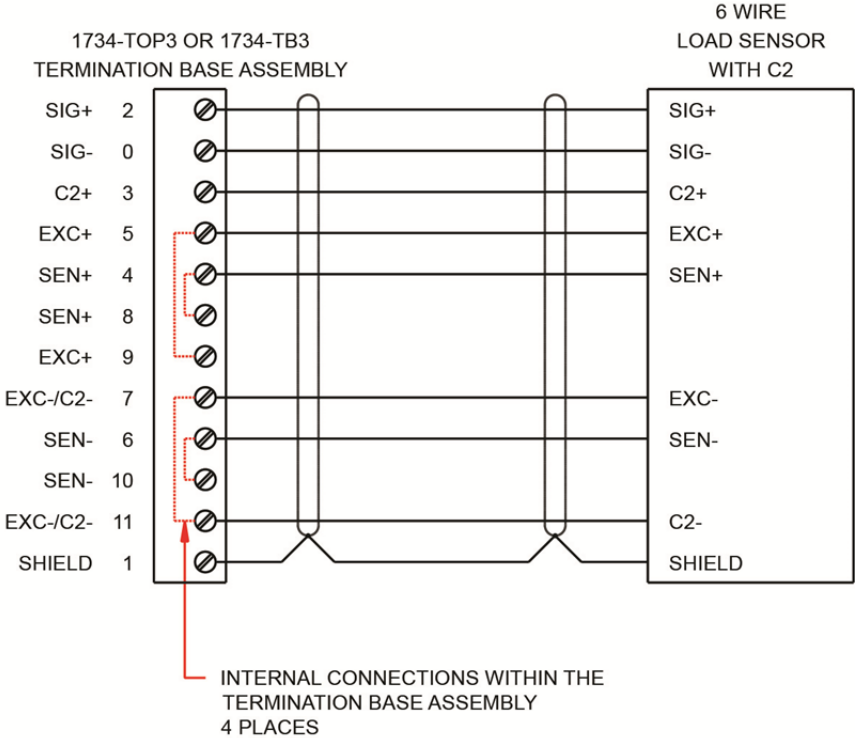 6 WIRE
1734-TOP3 OR 1734-TB3
LOAD SENSOR
TERMINATION BASE ASSEMBLY
WITH C2
SIG+ 2 SIG+
SIG- 0 SIG-
C2+ 3 C2+
EXC+ 5 EXC+
SEN+ 4 SEN+
SEN+ 8
EXC+ 9
EXC-/C2- 7 EXC-
SEN- 6 SEN-
SEN- 10
EXC-/C2- 11 C2-
SHIELD 1 SHIELD
INTERNAL CONNECTIONS WITHIN THE
TERMINATION BASE ASSEMBLY
4 PLACES